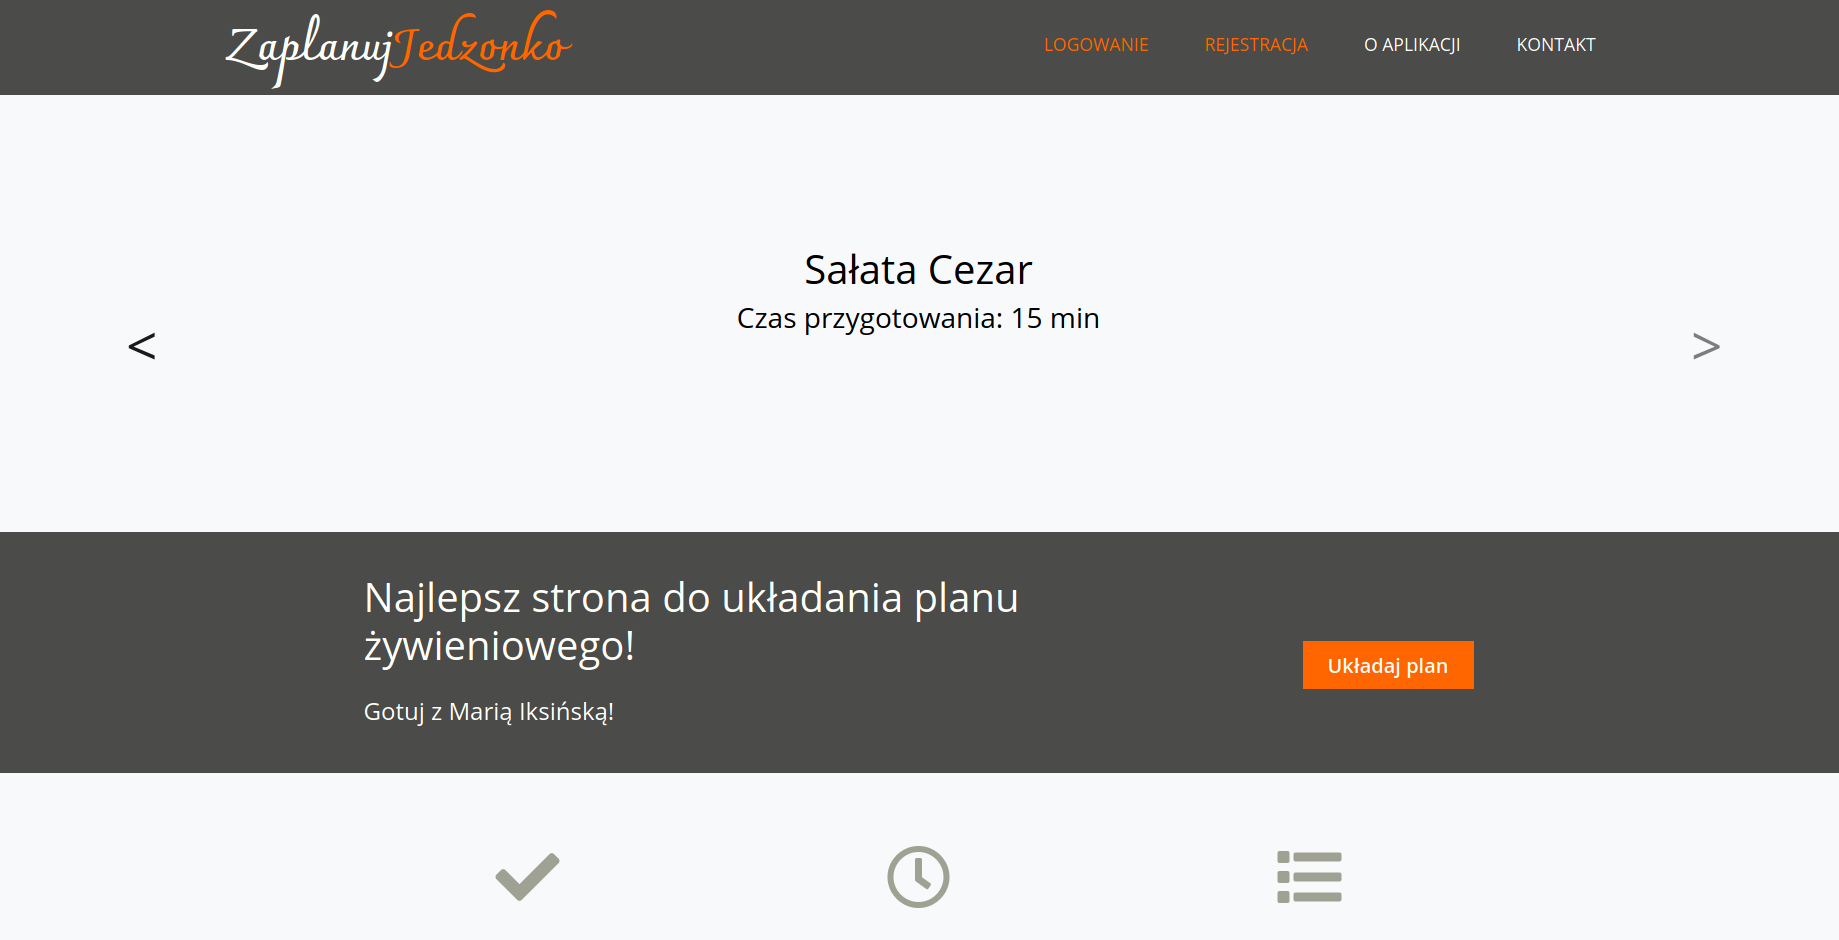 ZaplanujJedzonko
LOGOWANIE REJESTRACJA O APLIKACJI KONTAKT
Sałata Cezar
Czas przygotowania: 15 min
< >
Najlepsz strona do układania planu
żywieniowego!
Układaj plan
Gotuj z Marią Iksińską!